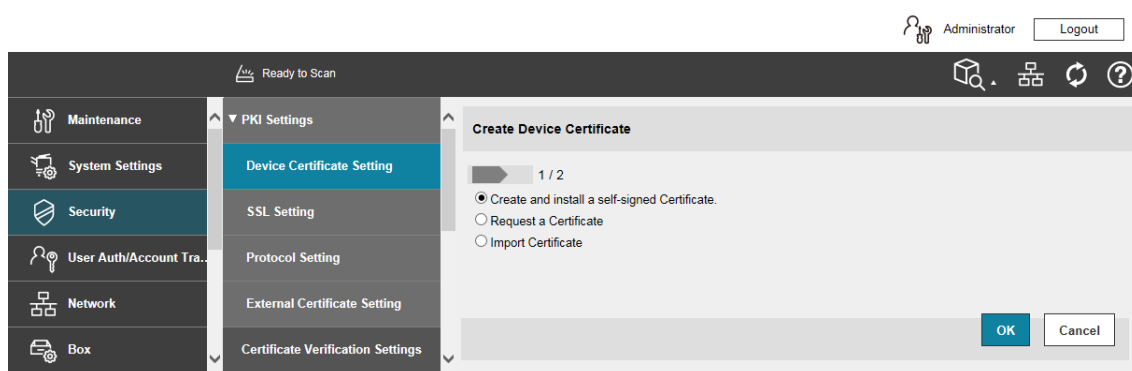 Administrator
Logout
Ready to Scan
Maintenance
System Settings
Security
User Auth/Account Tra..
Network
Box
▼ PKI Settings
Device Certificate Setting
SSL Setting
Protocol Setting
External Certificate Setting
Certificate Verification Settings
Create Device Certificate
1 / 2
Create and install a self-signed Certificate.
Request a Certificate
Import Certificate
OK
Cancel